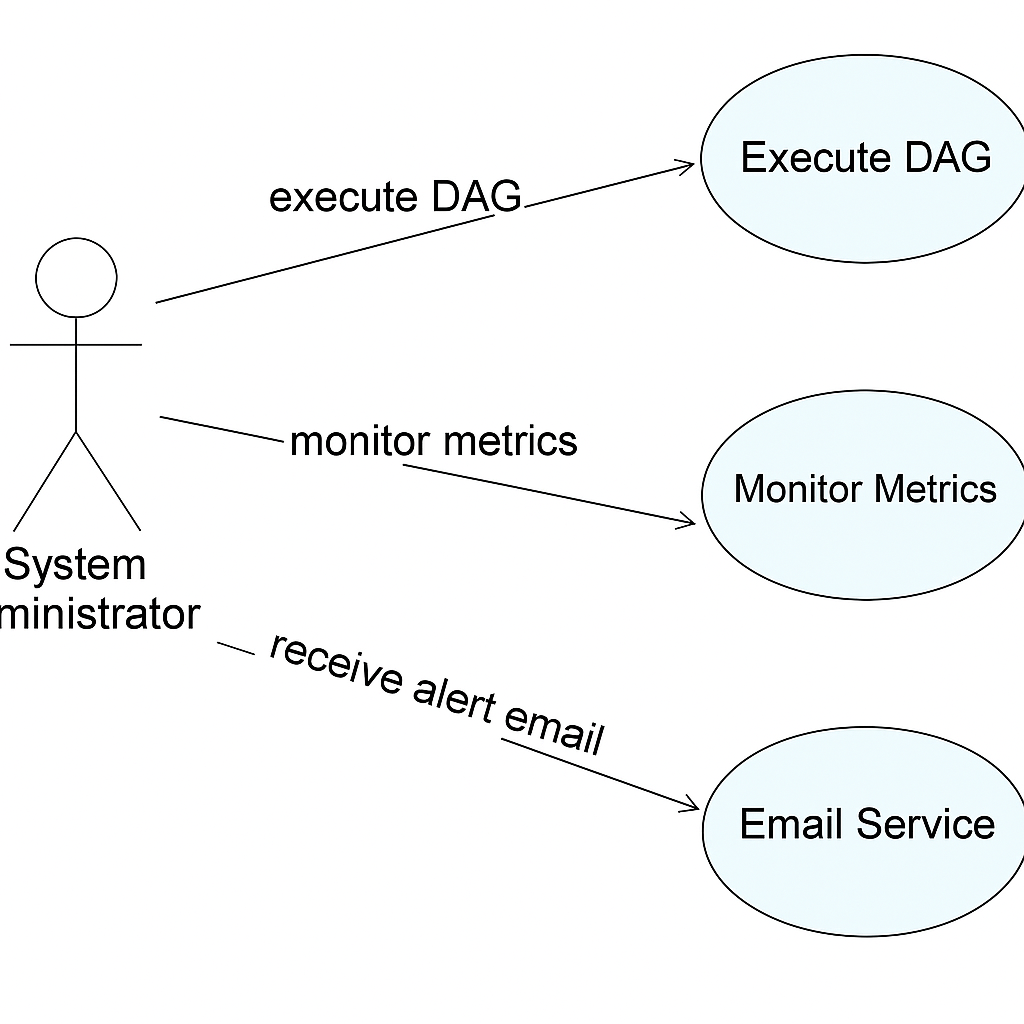 execute DAG
Execute DAG
monitor metrics
Monitor Metrics
System
ministrator
receive alert email
Email Service